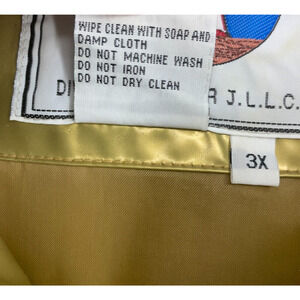 WIPE CLEAN WITH SOAP AND
DAMP CLOTH
DO NOT MACHINE WASH
DO NOT IRON
DO NOT DRY CLEAN
J.L.L.C.
3X